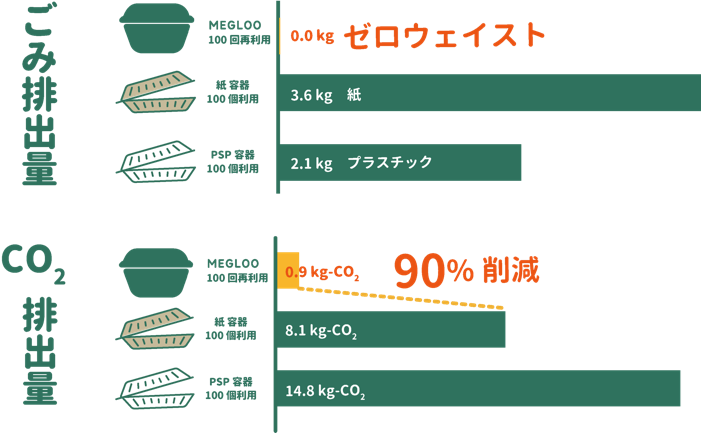 ごみ排出量
MEGLOO
100 回再利用
0.0 kg ゼロウェイスト
紙 容器
100 個利用
3.6 kg 紙
PSP 容器
100 個利用
2.1 kg プラスチック
CO2
排出量
MEGLOO
100 回再利用
0.9 kg-CO2
90% 削減
紙 容器
100 個利用
8.1 kg-CO2
PSP 容器
100 個利用
14.8 kg-CO2